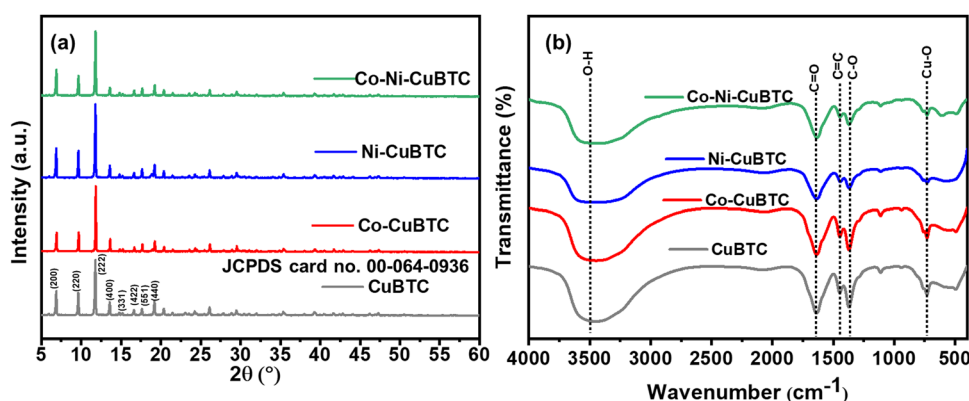 (a)
Co-Ni-CuBTC
Ni-CuBTC
Co-CuBTC
JCPDS card no. 00-064-0936
CuBTC
(200)
(220)
(222)
(400)
(331)
(422)
(551)
(440)
Intensity (a.u.)
5 10 15 20 25 30 35 40 45 50 55 60
2θ (°)
(b)
O-H
C=O
C=C
C-O
Cu-O
Co-Ni-CuBTC
Ni-CuBTC
Co-CuBTC
CuBTC
Transmittance (%)
4000 3500 3000 2500 2000 1500 1000 500
Wavenumber (cm-1)